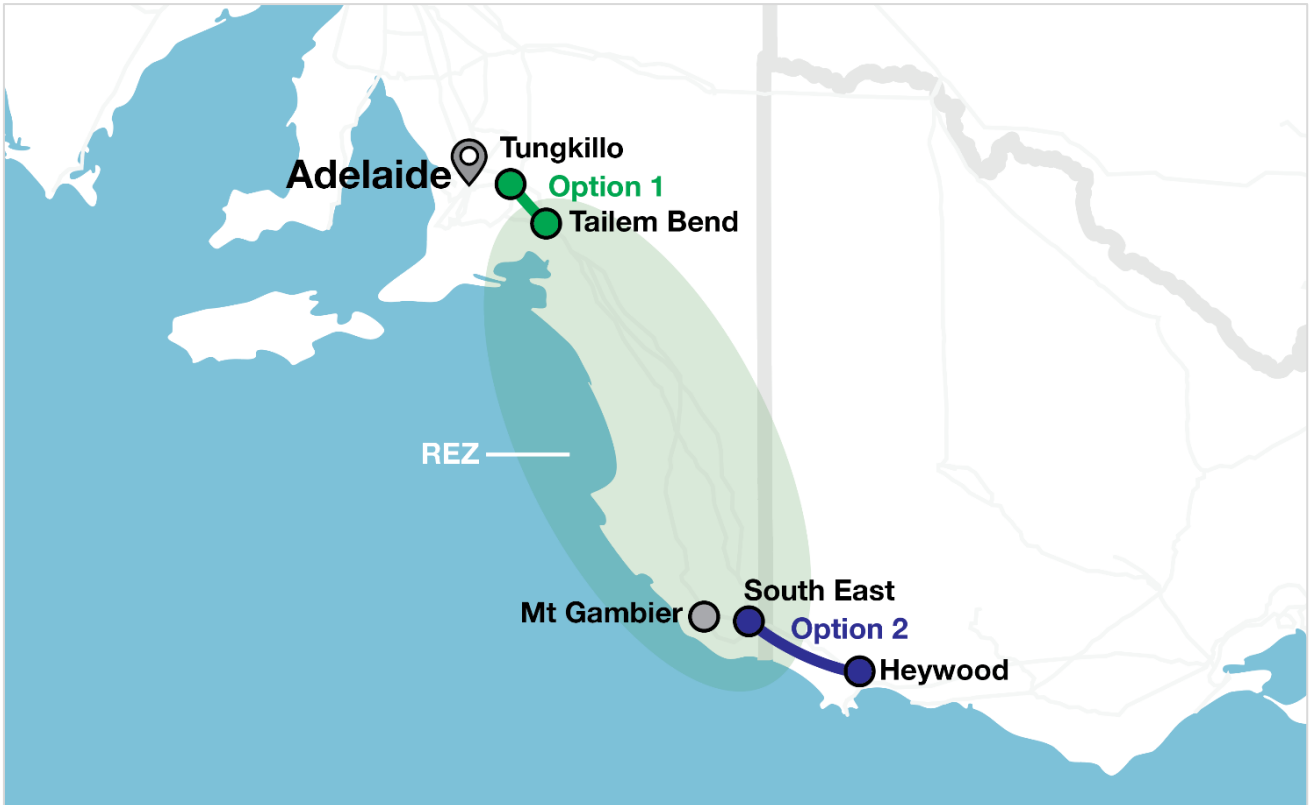 Tungkillo
Adelaide
Option 1
Tailem Bend
REZ
South East
Mt Gambier
Option 2
Heywood